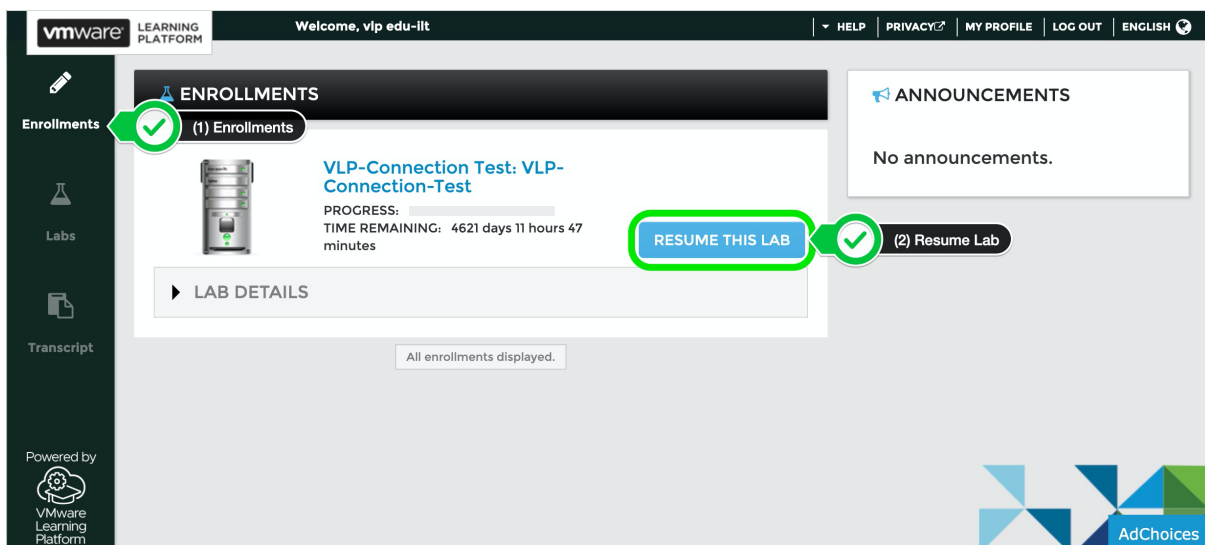 vmware LEARNING PLATFORM
Welcome, vlp edu-ilt
HELP
PRIVACY
MY PROFILE
LOG OUT
ENGLISH
Enrollments
Labs
Transcript
Powered by
VMware
Learning
Platform
ENROLLMENTS
(1) Enrollments
VLP-Connection Test: VLP-
Connection-Test
PROGRESS:
TIME REMAINING: 4621 days 11 hours 47
minutes
RESUME THIS LAB
(2) Resume Lab
LAB DETAILS
All enrollments displayed.
ANNOUNCEMENTS
No announcements.
AdChoices